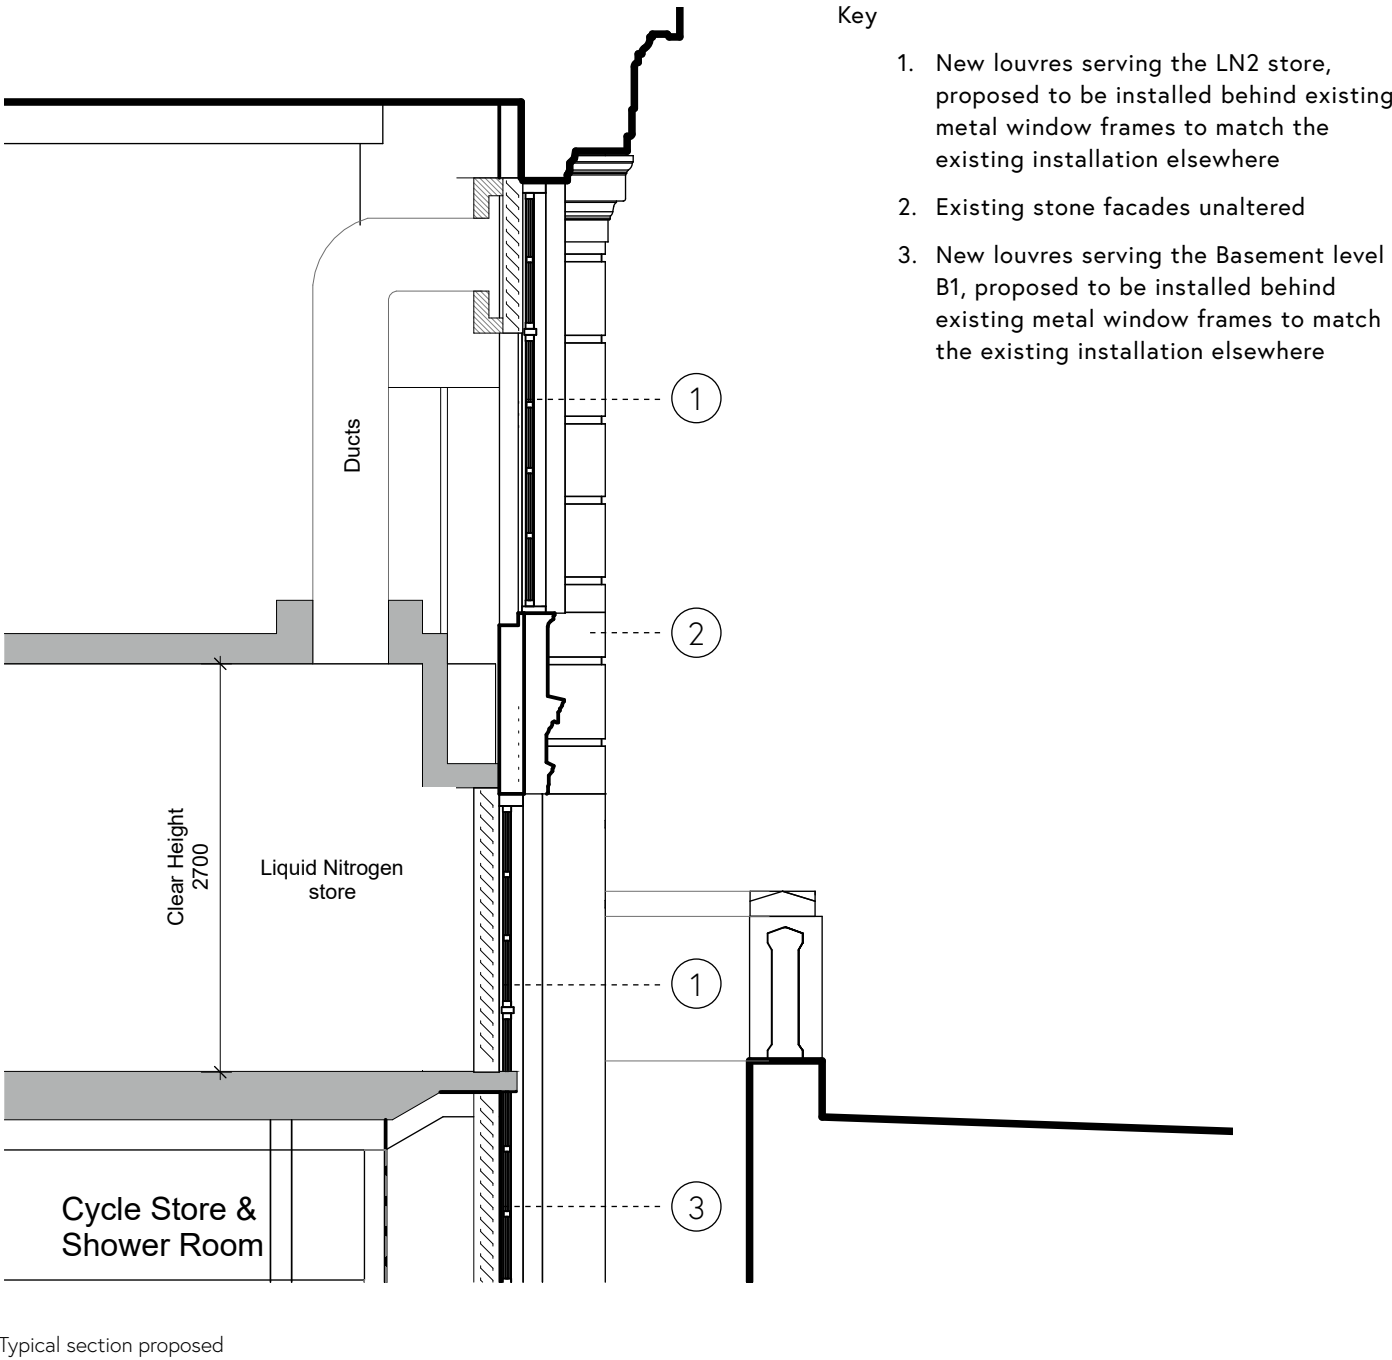 Key
1. New louvres serving the LN2 store,
proposed to be installed behind existing
metal window frames to match the
existing installation elsewhere
2. Existing stone facades unaltered
3. New louvres serving the Basement level
B1, proposed to be installed behind
existing metal window frames to match
the existing installation elsewhere
1
Ducts
2
Clear Height
2700
Liquid Nitrogen
store
1
3
Cycle Store &
Shower Room
Typical section proposed